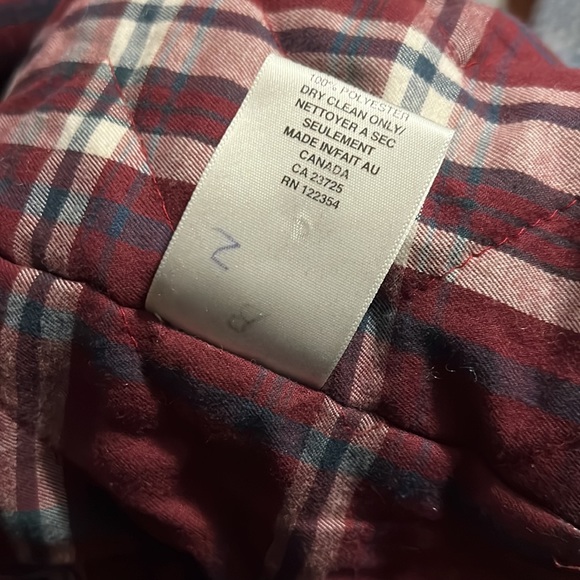 100% POLYESTER
DRY CLEAN ONLY/
NETTOYER A SEC
SEULEMENT
MADE IN/FAIT AU
CANADA
CA 23725
RN 122354